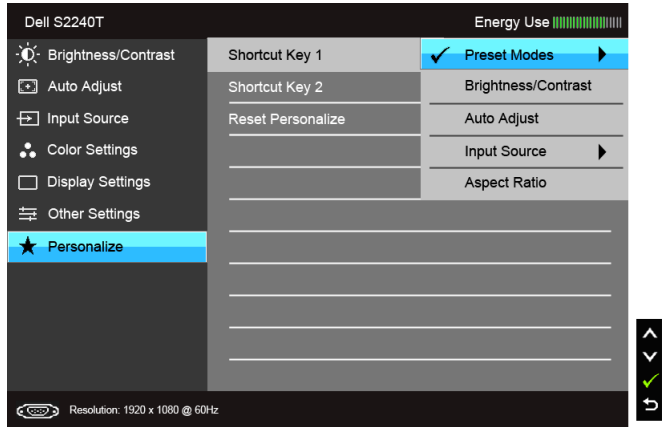 Dell S2240T
Energy Use
Brightness/Contrast
Auto Adjust
Input Source
Color Settings
Display Settings
Other Settings
Personalize
Shortcut Key 1
Shortcut Key 2
Reset Personalize
Preset Modes
Brightness/Contrast
Auto Adjust
Input Source
Aspect Ratio
Resolution: 1920 x 1080 @ 60Hz